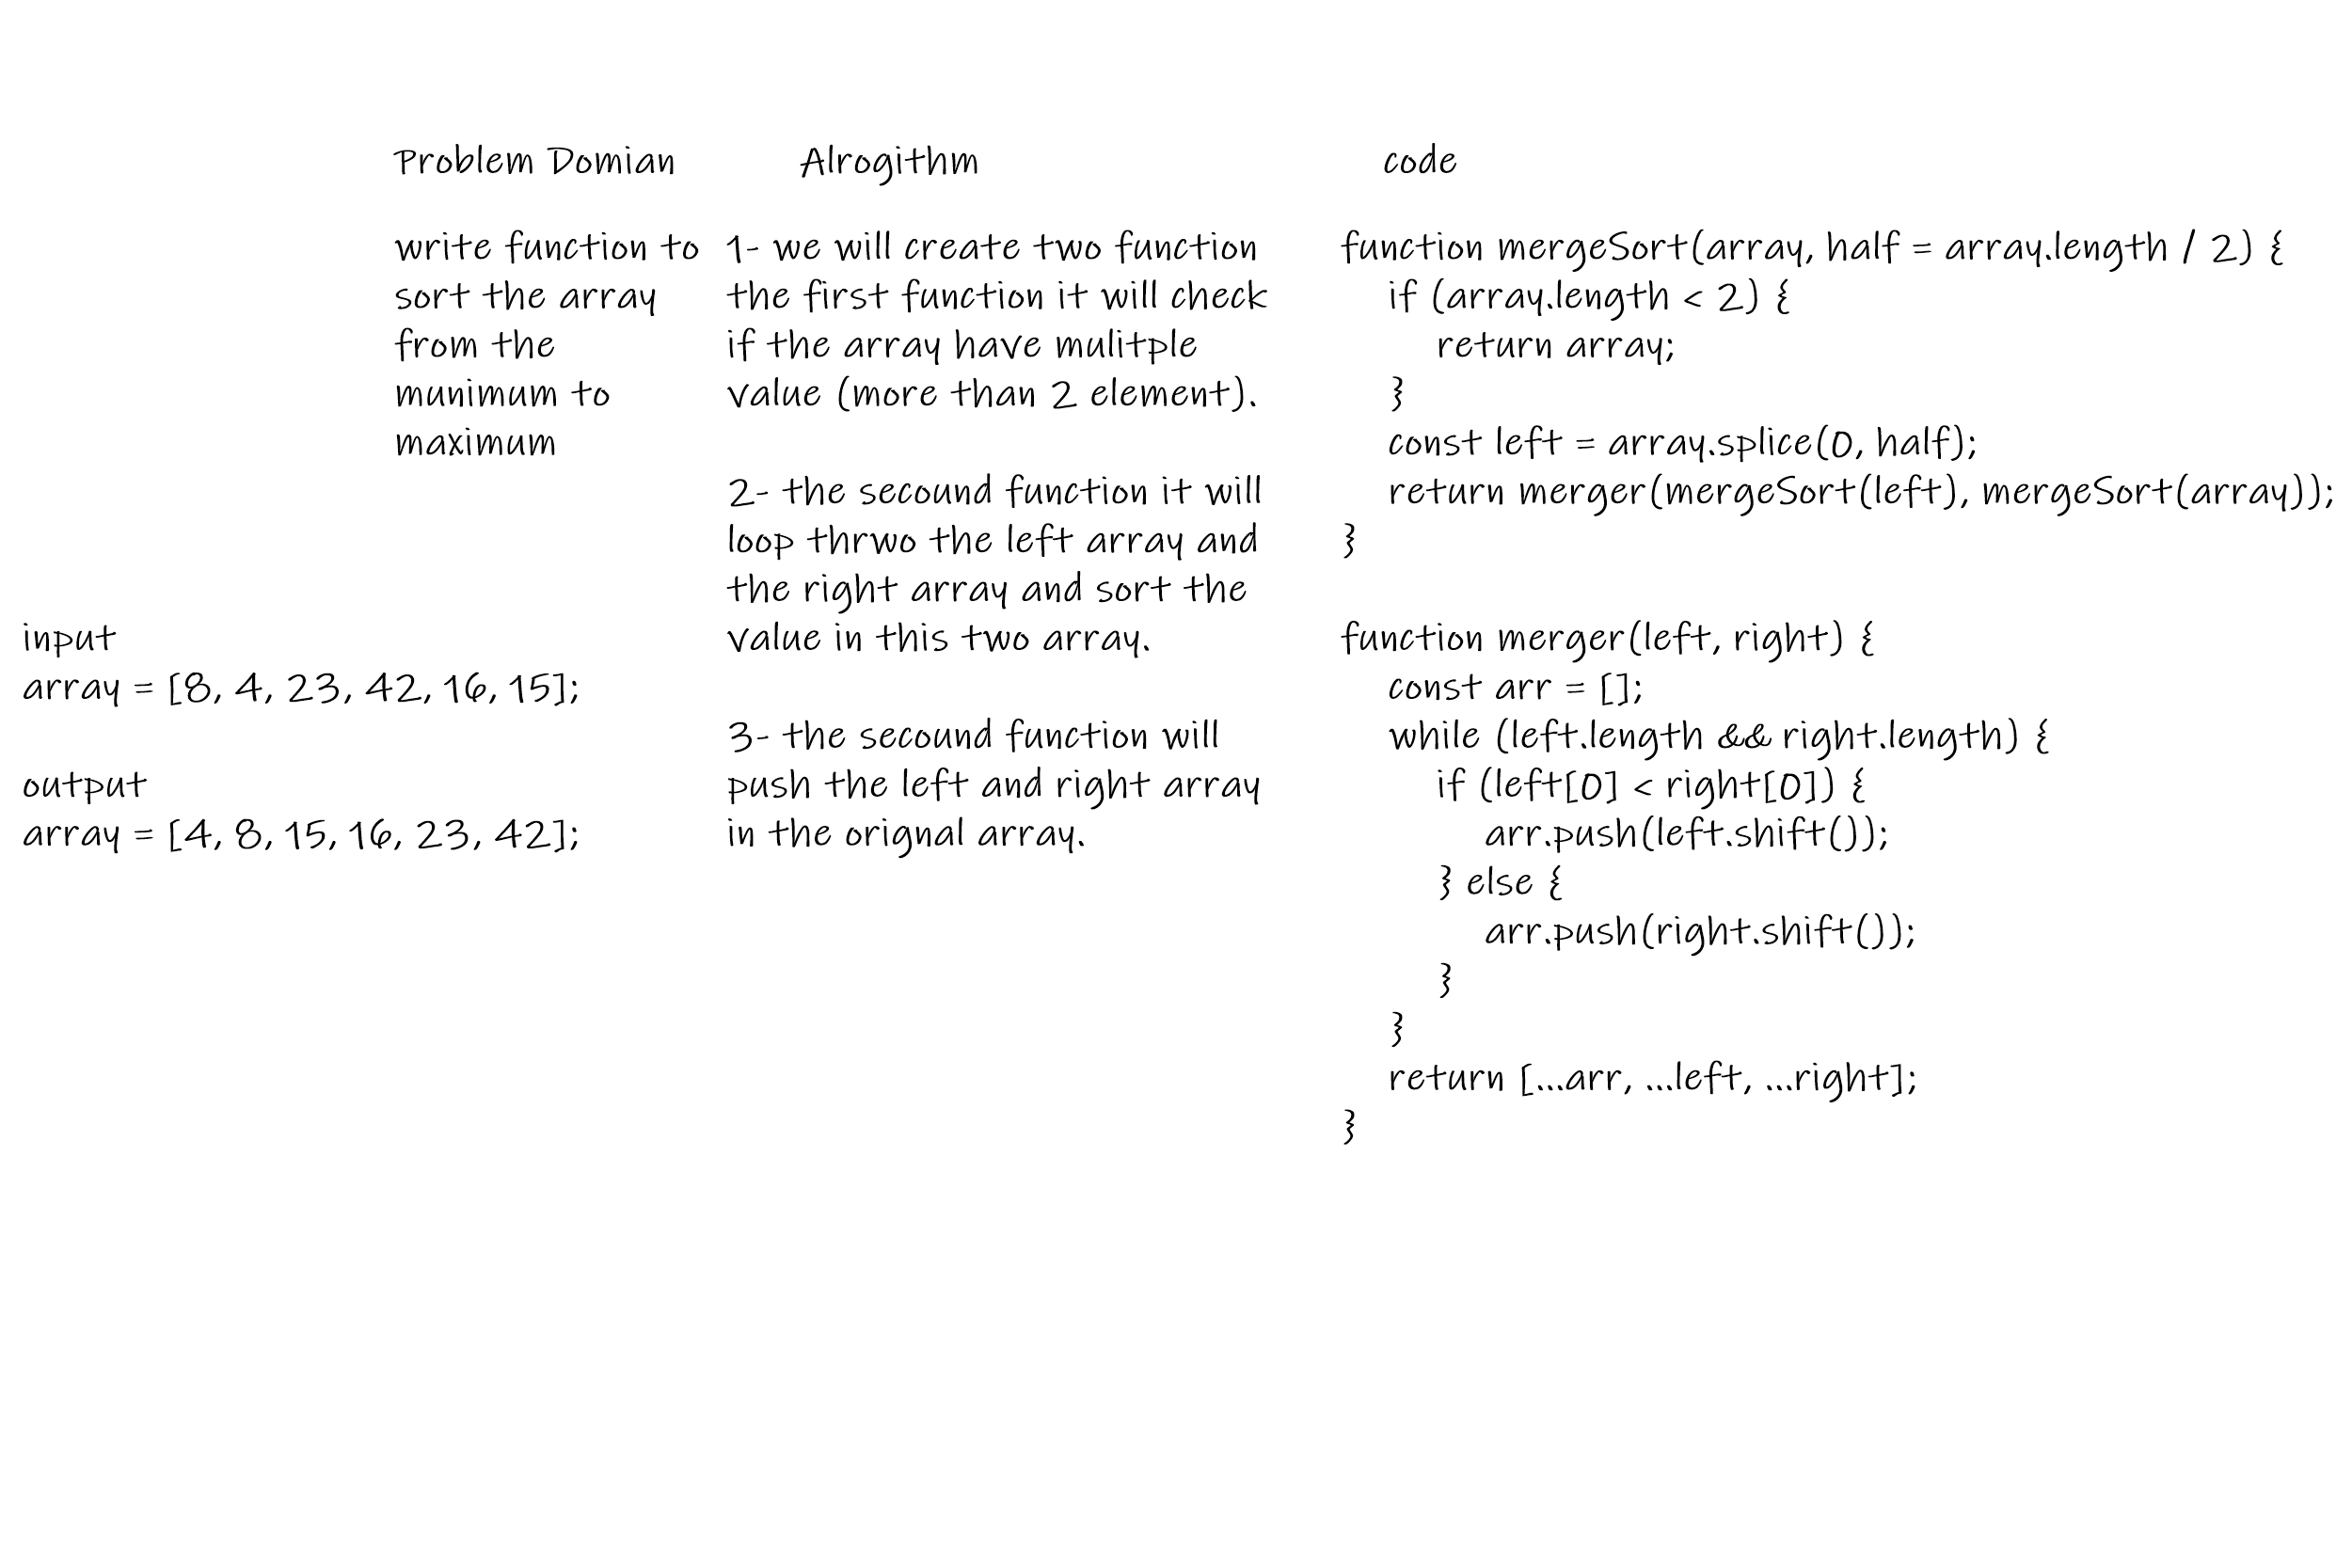 Problem Domian
write function to
sort the array
from the
munimum to
maximum
input
array = [8, 4, 23, 42, 16, 15];
output
array = [4, 8, 15, 16, 23, 42];
Alrogithm
1- we will create two function
the first function it will check
if the array have mulitple
value (more than 2 element).
2- the secound function it will
loop thrwo the left array and
the right array and sort the
value in this two array.
3- the secound function will
push the left and right array
in the orignal array.
code
function mergeSort(array, half = array.length / 2) {
if (array.length < 2) {
return array;
}
const left = array.splice(0, half);
return merger(mergeSort(left), mergeSort(array));
}
function merger(left, right) {
const arr = [];
while (left.length && right.length) {
if (left[0] < right[0]) {
arr.push(left.shift());
} else {
arr.push(right.shift());
}
}
return [...arr, ...left, ...right];
}